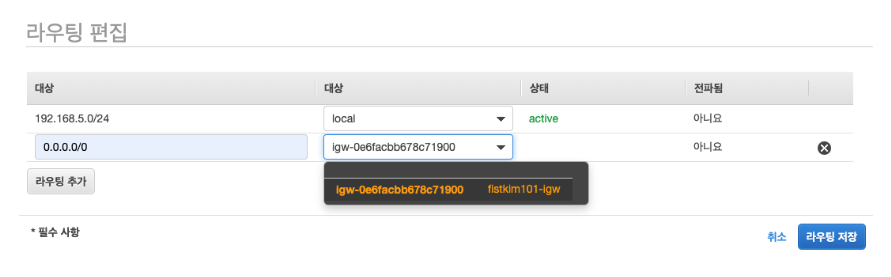 라우팅 편집
대상 대상 상태 전파됨
192.168.5.0/24 local active 아니요
0.0.0.0/0 igw-0e6facbb678c71900 아니요
라우팅 추가
igw-0e6facbb678c71900 fistkim101-igw
* 필수 사항
취소 라우팅 저장